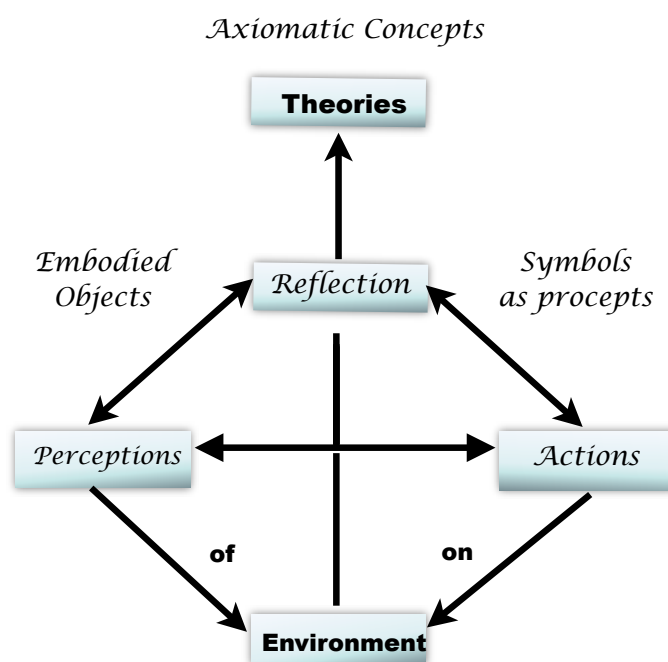 Axiomatic Concepts
Theories
Embodied
Objects
Reflection
Symbols
as procepts
Perceptions
Actions
of
on
Environment